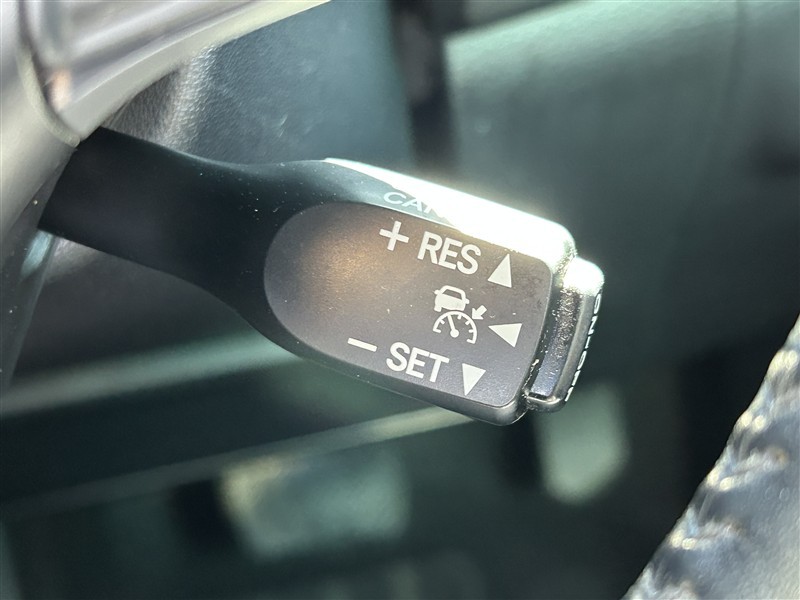 + RES ▲
◀
− SET ▼